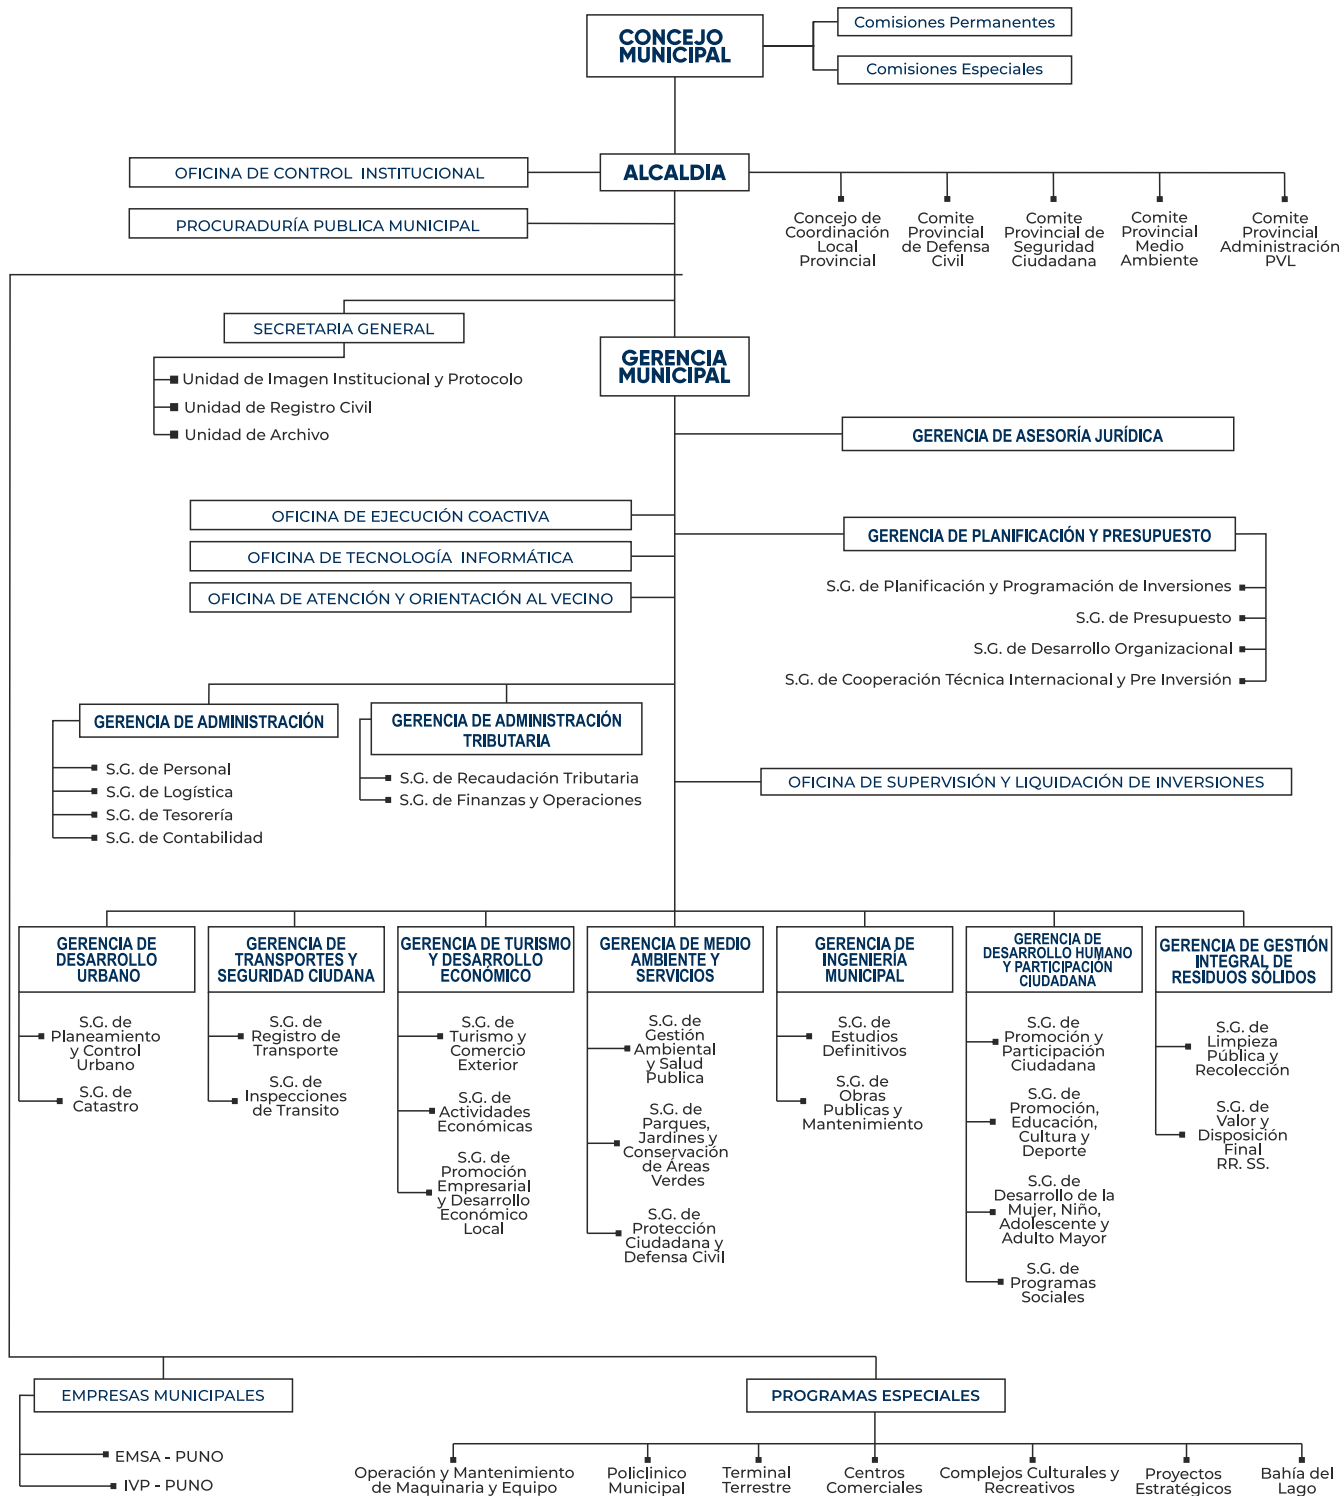 CONCEJO
MUNICIPAL
Comisiones Permanentes
Comisiones Especiales
OFICINA DE CONTROL INSTITUCIONAL
ALCALDIA
PROCURADURÍA PUBLICA MUNICIPAL
Concejo de
Coordinación
Local
Provincial
Comite
Provincial
de Defensa
Civil
Comite
Provincial de
Seguridad
Ciudadana
Comite
Provincial
Medio
Ambiente
Comite
Provincial
Administración
PVL
SECRETARIA GENERAL
Unidad de Imagen Institucional y Protocolo
Unidad de Registro Civil
Unidad de Archivo
GERENCIA
MUNICIPAL
GERENCIA DE ASESORÍA JURÍDICA
OFICINA DE EJECUCIÓN COACTIVA
OFICINA DE TECNOLOGÍA INFORMÁTICA
OFICINA DE ATENCIÓN Y ORIENTACIÓN AL VECINO
GERENCIA DE PLANIFICACIÓN Y PRESUPUESTO
S.G. de Planificación y Programación de Inversiones
S.G. de Presupuesto
S.G. de Desarrollo Organizacional
S.G. de Cooperación Técnica Internacional y Pre Inversión
GERENCIA DE ADMINISTRACIÓN
S.G. de Personal
S.G. de Logística
S.G. de Tesorería
S.G. de Contabilidad
GERENCIA DE ADMINISTRACIÓN
TRIBUTARIA
S.G. de Recaudación Tributaria
S.G. de Finanzas y Operaciones
OFICINA DE SUPERVISIÓN Y LIQUIDACIÓN DE INVERSIONES
GERENCIA DE
DESARROLLO
URBANO
S.G. de
Planeamiento
y Control
Urbano
S.G. de
Catastro
GERENCIA DE
TRANSPORTES Y
SEGURIDAD CIUDANA
S.G. de
Registro de
Transporte
S.G. de
Inspecciones
de Transito
GERENCIA DE TURISMO
Y DESARROLLO
ECONÓMICO
S.G. de
Turismo y
Comercio
Exterior
S.G. de
Actividades
Económicas
S.G. de
Promoción
Empresarial
y Desarrollo
Económico
Local
GERENCIA DE MEDIO
AMBIENTE Y
SERVICIOS
S.G. de
Gestión
Ambiental
y Salud
Publica
S.G. de
Parques,
Jardines y
Conservación
de Áreas
Verdes
S.G. de
Protección
Ciudadana y
Defensa Civil
GERENCIA DE
INGENIERÍA
MUNICIPAL
S.G. de
Estudios
Definitivos
S.G. de
Obras
Publicas y
Mantenimiento
GERENCIA DE
DESARROLLO HUMANO
Y PARTICIPACIÓN
CIUDADANA
S.G. de
Promoción y
Participación
Ciudadana
S.G. de
Promoción,
Educación,
Cultura y
Deporte
S.G. de
Desarrollo de la
Mujer, Niño,
Adolescente y
Adulto Mayor
S.G. de
Programas
Sociales
GERENCIA DE GESTIÓN
INTEGRAL DE
RESIDUOS SÓLIDOS
S.G. de
Limpieza
Pública y
Recolección
S.G. de
Valor y
Disposición
Final
RR. SS.
EMPRESAS MUNICIPALES
EMSA - PUNO
IVP - PUNO
PROGRAMAS ESPECIALES
Operación y Mantenimiento
de Maquinaria y Equipo
Policlinico
Municipal
Terminal
Terrestre
Centros
Comerciales
Complejos Culturales y
Recreativos
Proyectos
Estratégicos
Bahía del
Lago